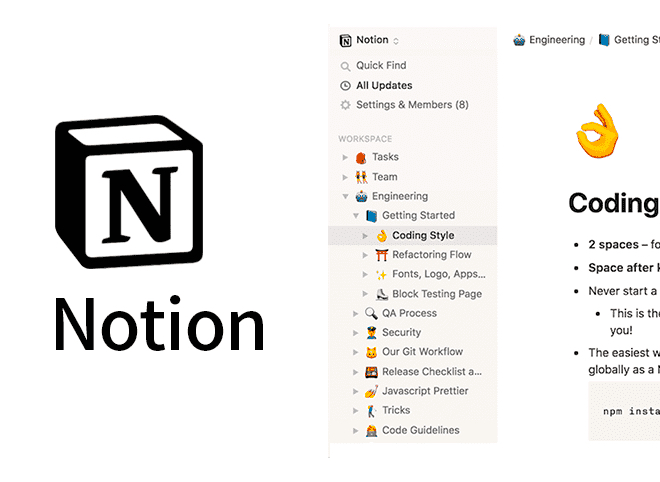 N
Notion
Notion
Quick Find
All Updates
Settings & Members (8)
WORKSPACE
Tasks
Team
Engineering
Getting Started
Coding Style
Refactoring Flow
Fonts, Logo, Apps...
Block Testing Page
QA Process
Security
Our Git Workflow
Release Checklist a...
Javascript Prettier
Tricks
Code Guidelines
Engineering / Getting St
Coding
2 spaces – fo
Space after k
Never start a
This is the
you!
The easiest w
globally as a N
npm insta